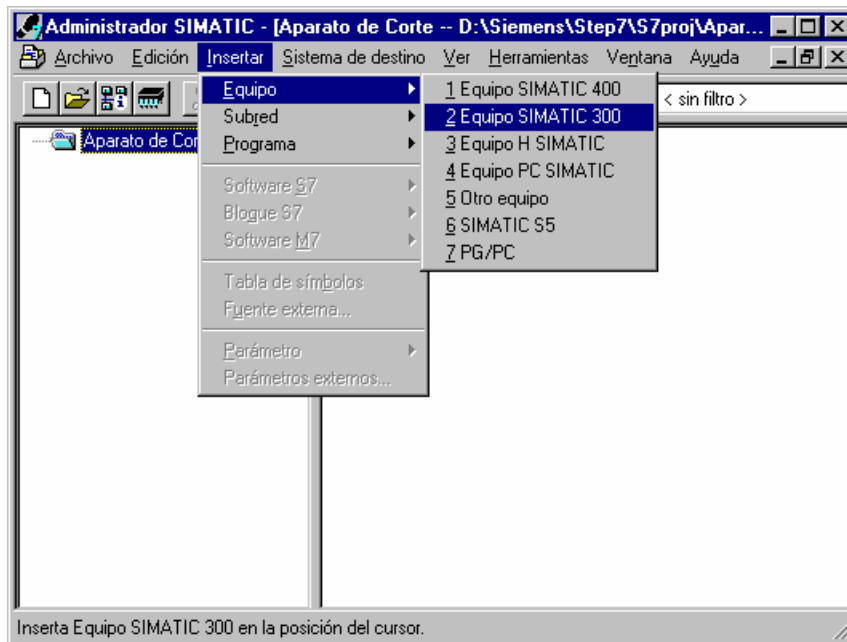 Administrador SIMATIC - [Aparato de Corte -- D:\Siemens\Step7\S7proj\Apar...
Archivo Edición Insertar Sistema de destino Ver Herramientas Ventana Ayuda
< sin filtro >
Aparato de Cor
Equipo
Subred
Programa
Software S7
Bloque S7
Software M7
Tabla de símbolos
Fuente externa...
Parámetro
Parámetros externos...
1 Equipo SIMATIC 400
2 Equipo SIMATIC 300
3 Equipo H SIMATIC
4 Equipo PC SIMATIC
5 Otro equipo
6 SIMATIC S5
7 PG/PC
Inserta Equipo SIMATIC 300 en la posición del cursor.